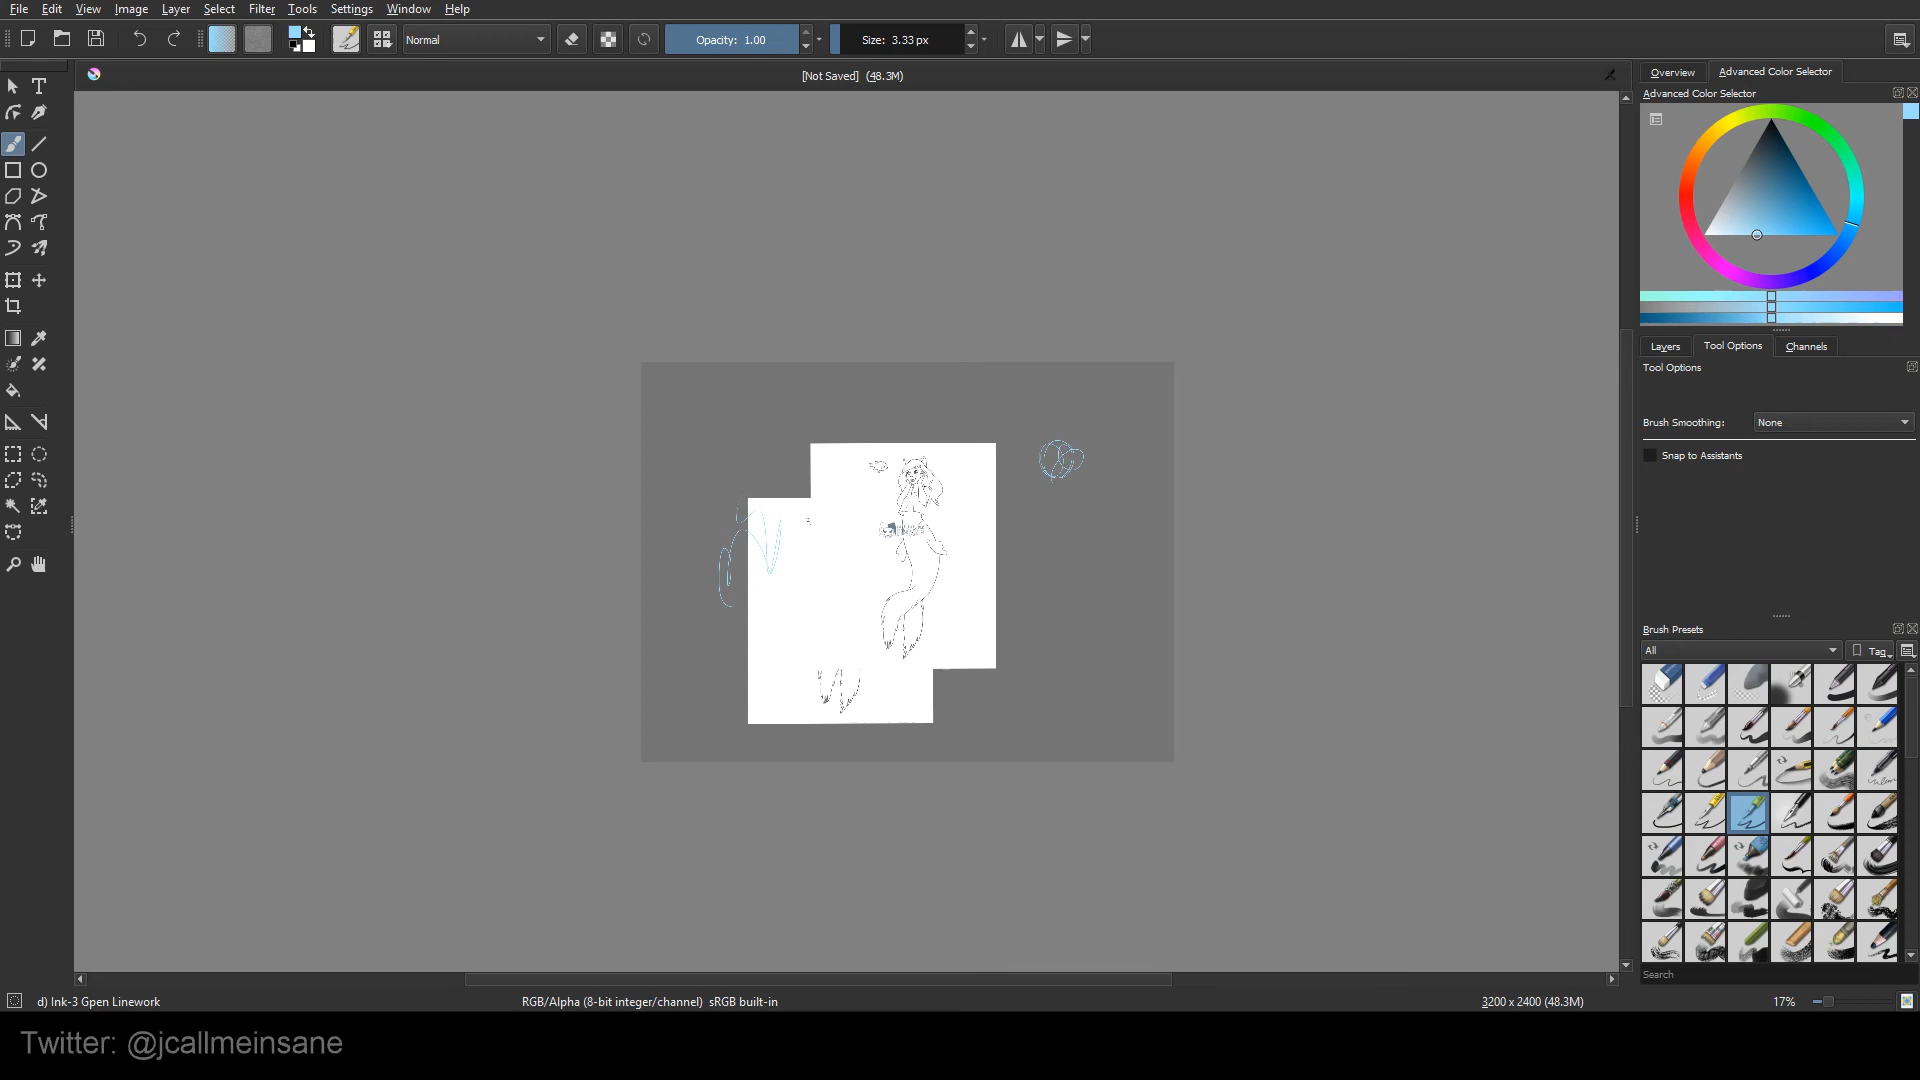 File Edit View Image Layer Select Filter Tools Settings Window Help
Normal
Opacity: 1.00
Size: 3.33 px
[Not Saved] (48.3M)
Overview
Advanced Color Selector
Advanced Color Selector
Layers
Tool Options
Channels
Tool Options
Brush Smoothing:
None
Snap to Assistants
Brush Presets
All
Tag
Search
d) Ink-3 Gpen Linework
RGB/Alpha (8-bit integer/channel) sRGB built-in
3200 x 2400 (48.3M)
17%
Twitter: @jcallmeinsane